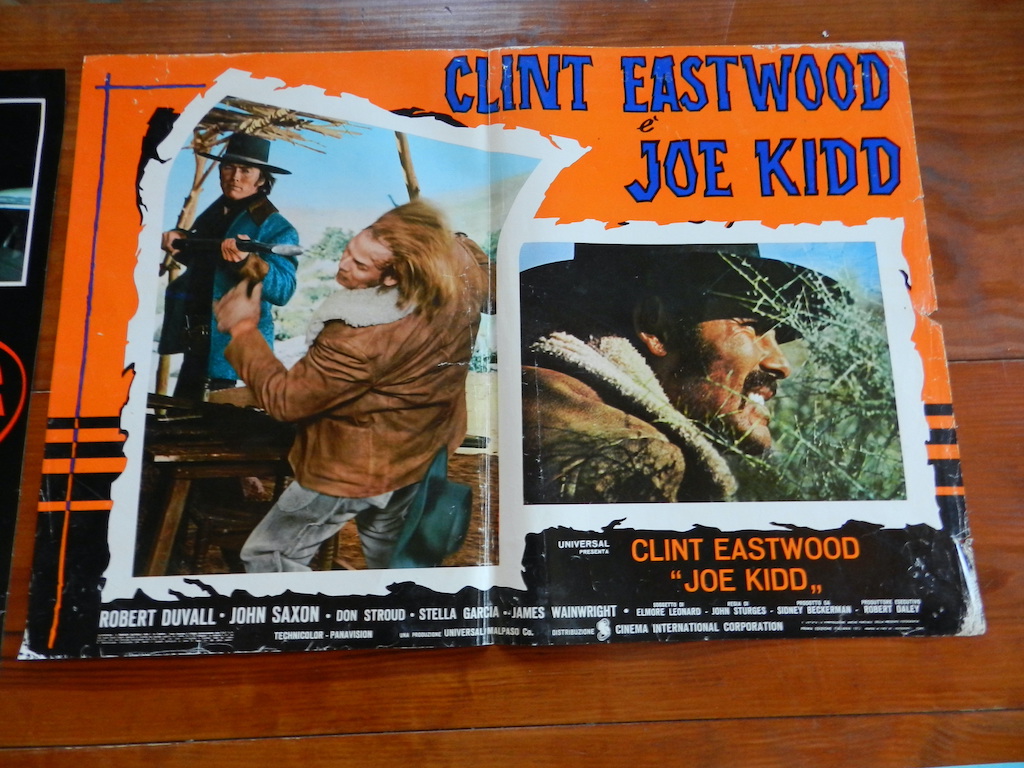 CLINT EASTWOOD
è
JOE KIDD
UNIVERSAL
PRESENTA
CLINT EASTWOOD
“JOE KIDD„
ROBERT DUVALL · JOHN SAXON · DON STROUD · STELLA GARCIA · JAMES WAINWRIGHT · SOGGETTO DI ELMORE LEONARD · REGIA DI JOHN STURGES · PRODOTTO DA SIDNEY BECKERMAN · PRODUTTORE ESECUTIVO ROBERT DALEY
TECHNICOLOR - PANAVISION UNA PRODUZIONE UNIVERSAL/MALPASO Co. DISTRIBUZIONE CINEMA INTERNATIONAL CORPORATION